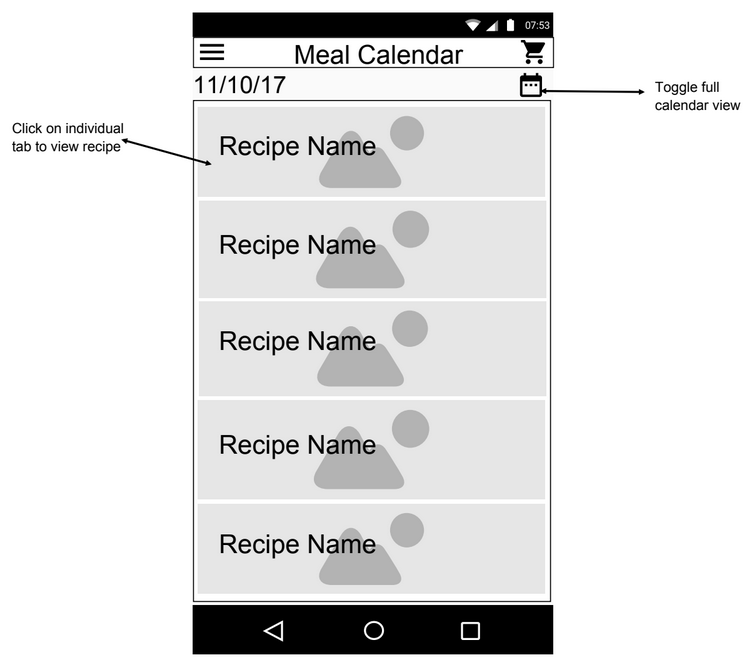 07:53
Meal Calendar
11/10/17
Toggle full
calendar view
Click on individual
tab to view recipe
Recipe Name
Recipe Name
Recipe Name
Recipe Name
Recipe Name